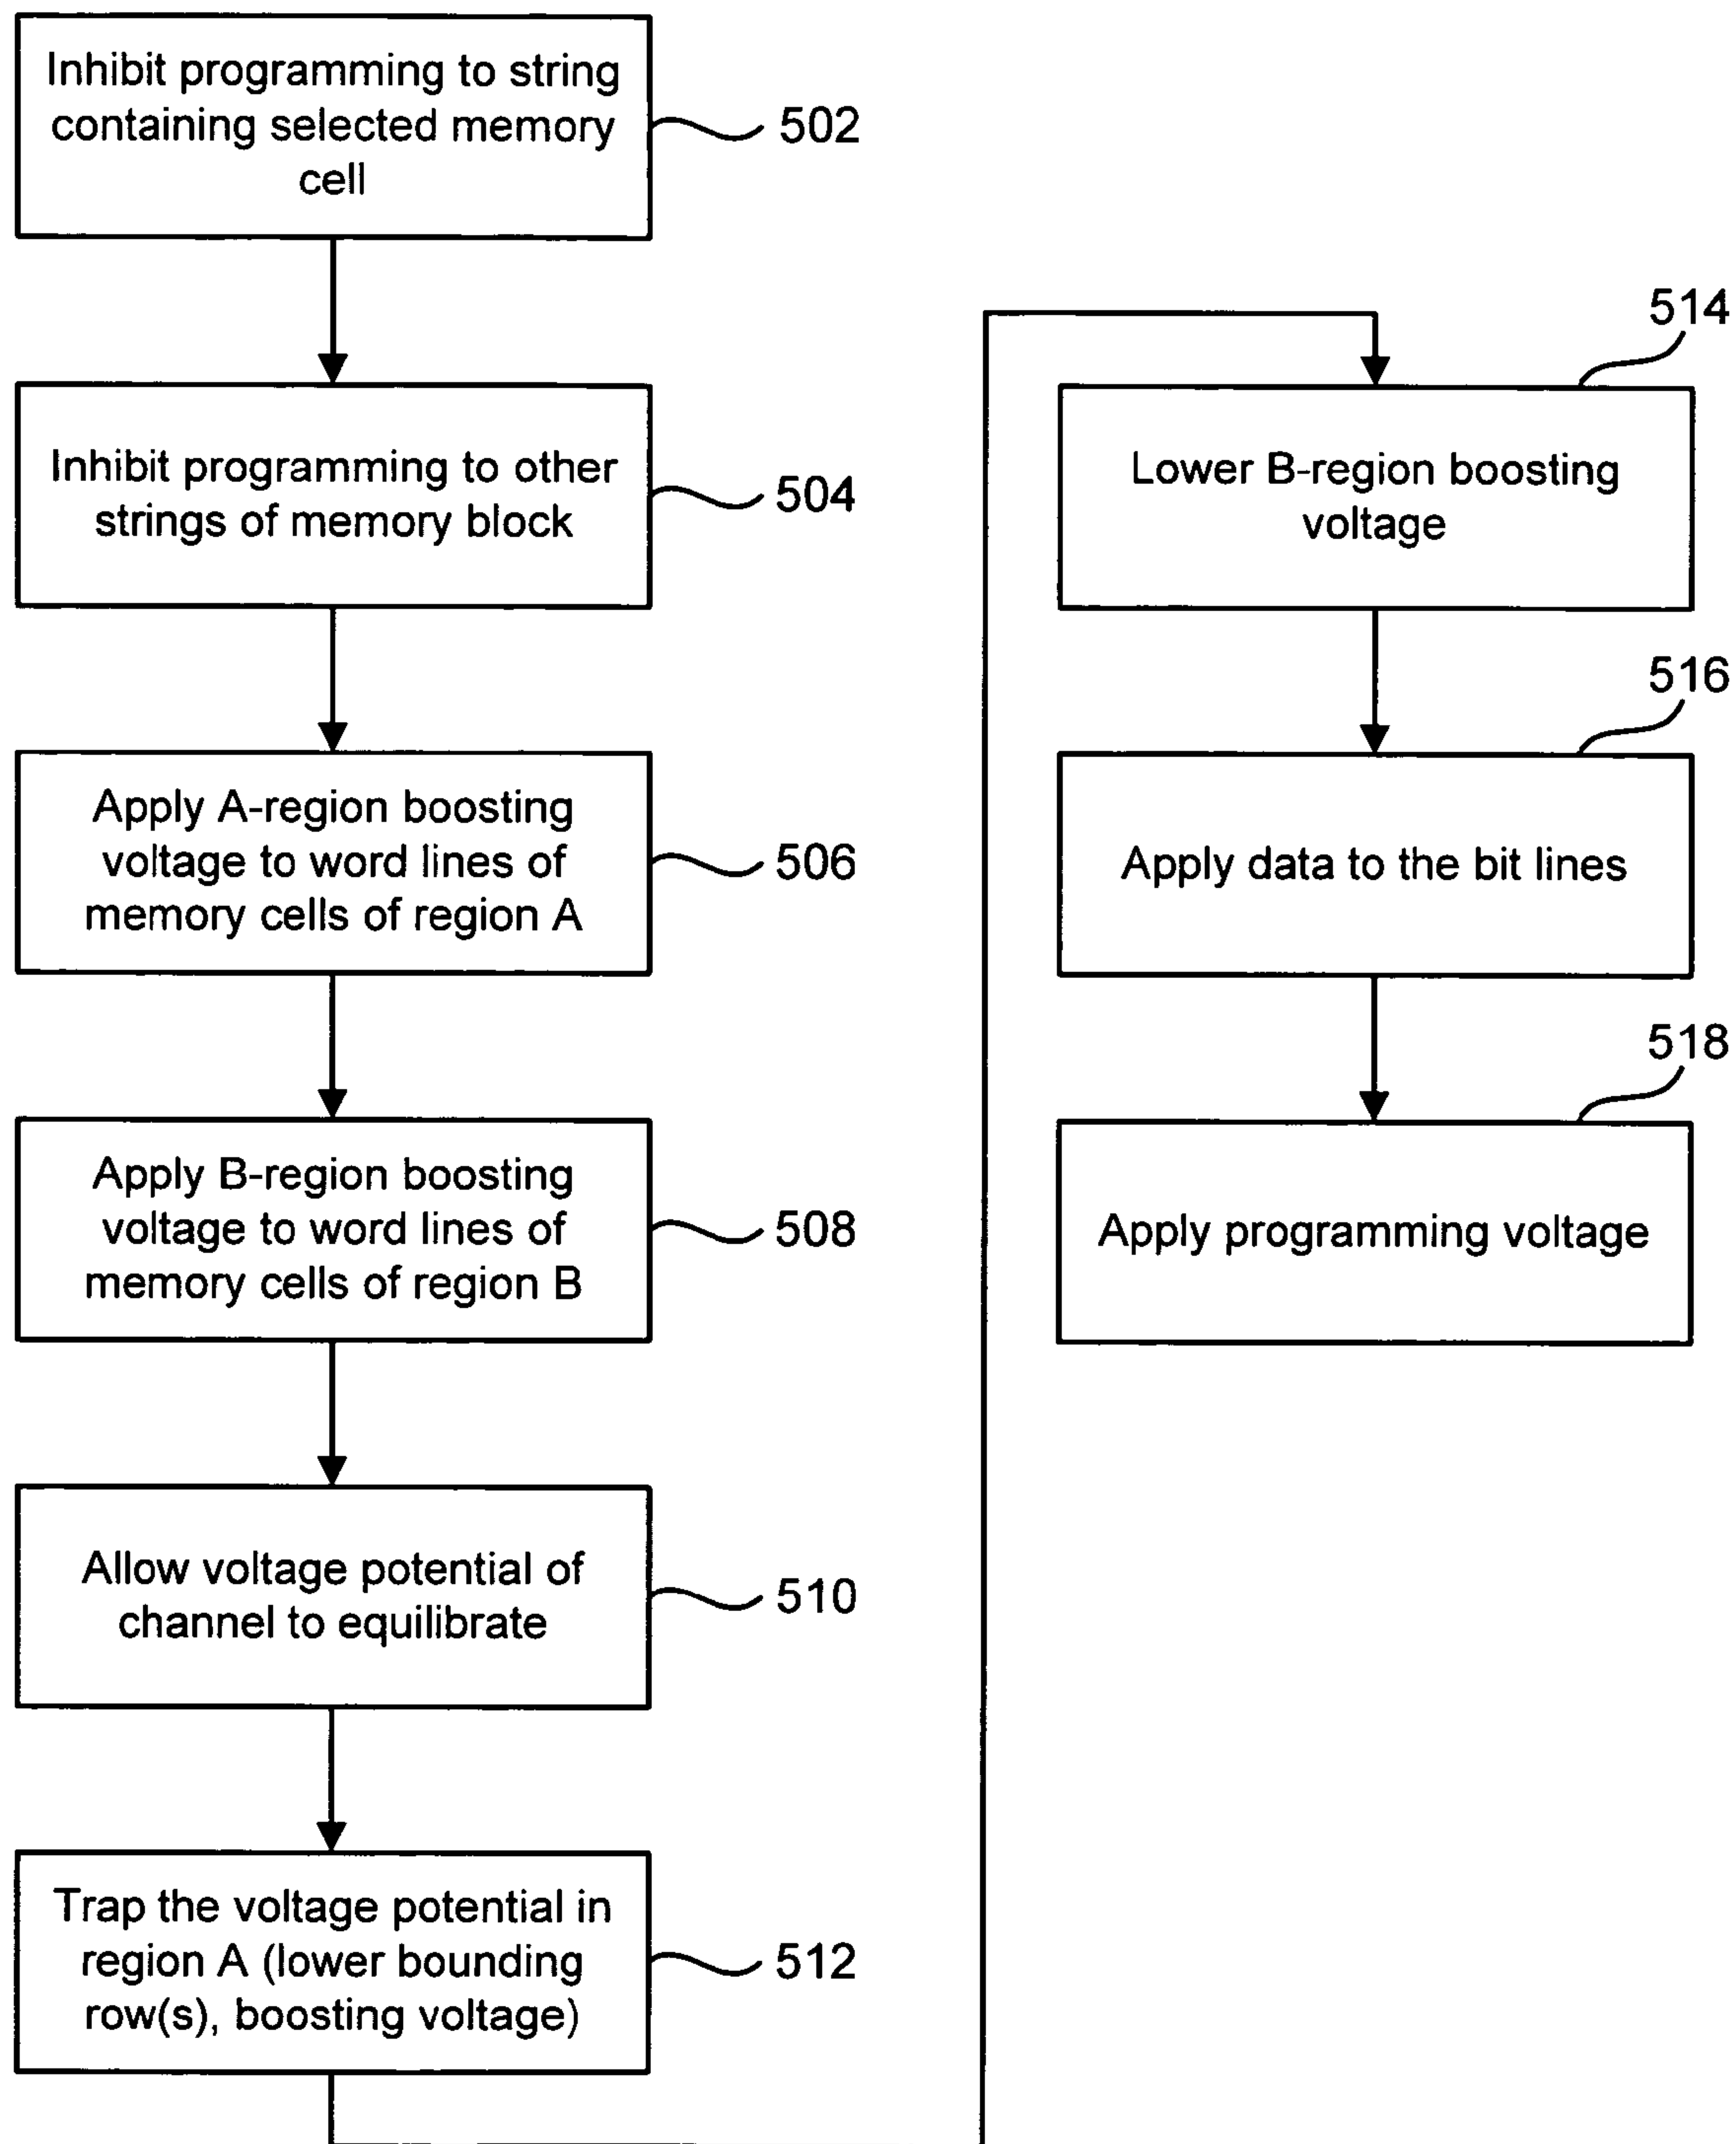 Inhibit programming to string
containing selected memory
cell
502
Inhibit programming to other
strings of memory block
504
Apply A-region boosting
voltage to word lines of
memory cells of region A
506
Apply B-region boosting
voltage to word lines of
memory cells of region B
508
Allow voltage potential of
channel to equilibrate
510
Trap the voltage potential in
region A (lower bounding
row(s), boosting voltage)
512
514
Lower B-region boosting
voltage
516
Apply data to the bit lines
518
Apply programming voltage